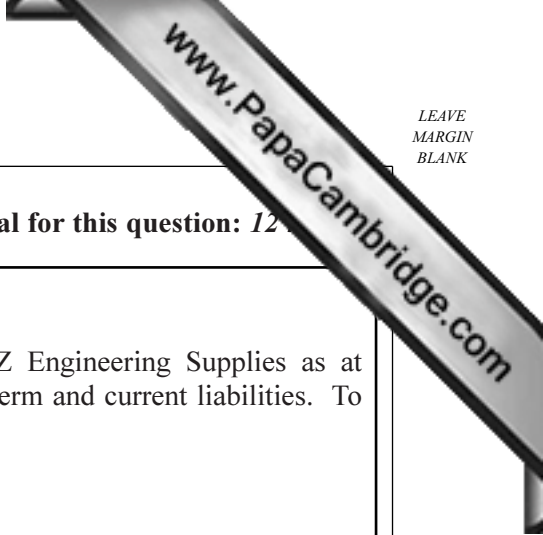 www.PapaCambridge.com
LEAVE
MARGIN
BLANK
al for this question: 12
Z Engineering Supplies as at
erm and current liabilities. To